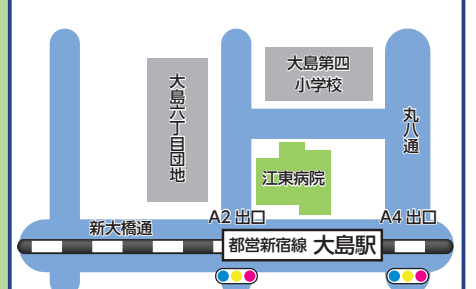 大島第四
小学校
大島六丁目団地
丸八通
江東病院
A2 出口
A4 出口
新大橋通
都営新宿線 大島駅